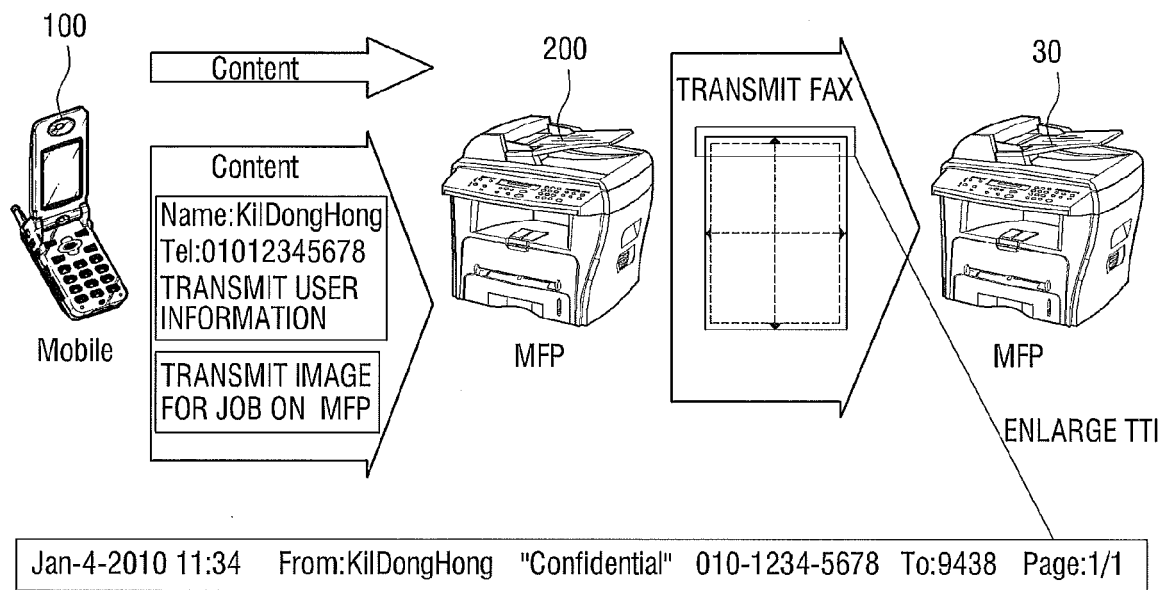 100
Content
200
30
TRANSMIT FAX
Content
Name:KilDongHong
Tel:01012345678
TRANSMIT USER
INFORMATION
Mobile
MFP
MFP
TRANSMIT IMAGE
FOR JOB ON MFP
ENLARGE TTI
Jan-4-2010 11:34 From:KilDongHong "Confidential" 010-1234-5678 To:9438 Page:1/1